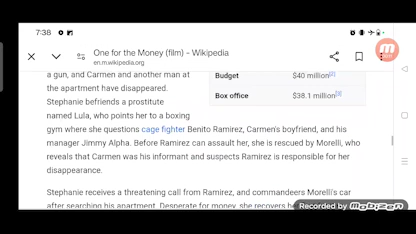 7:38
One for the Money (film) - Wikipedia
en.m.wikipedia.org
a gun, and Carmen and another man at
the apartment have disappeared.
Stephanie befriends a prostitute
named Lula, who points her to a boxing
gym where she questions cage fighter Benito Ramirez, Carmen's boyfriend, and his
manager Jimmy Alpha. Before Ramirez can assault her, she is rescued by Morelli, who
reveals that Carmen was his informant and suspects Ramirez is responsible for her
disappearance.
Budget $40 million[2]
Box office $38.1 million[3]
Stephanie receives a threatening call from Ramirez, and commandeers Morelli's car
after searching his apartment. Desperate for money, she recovers her
Recorded by Mobizen